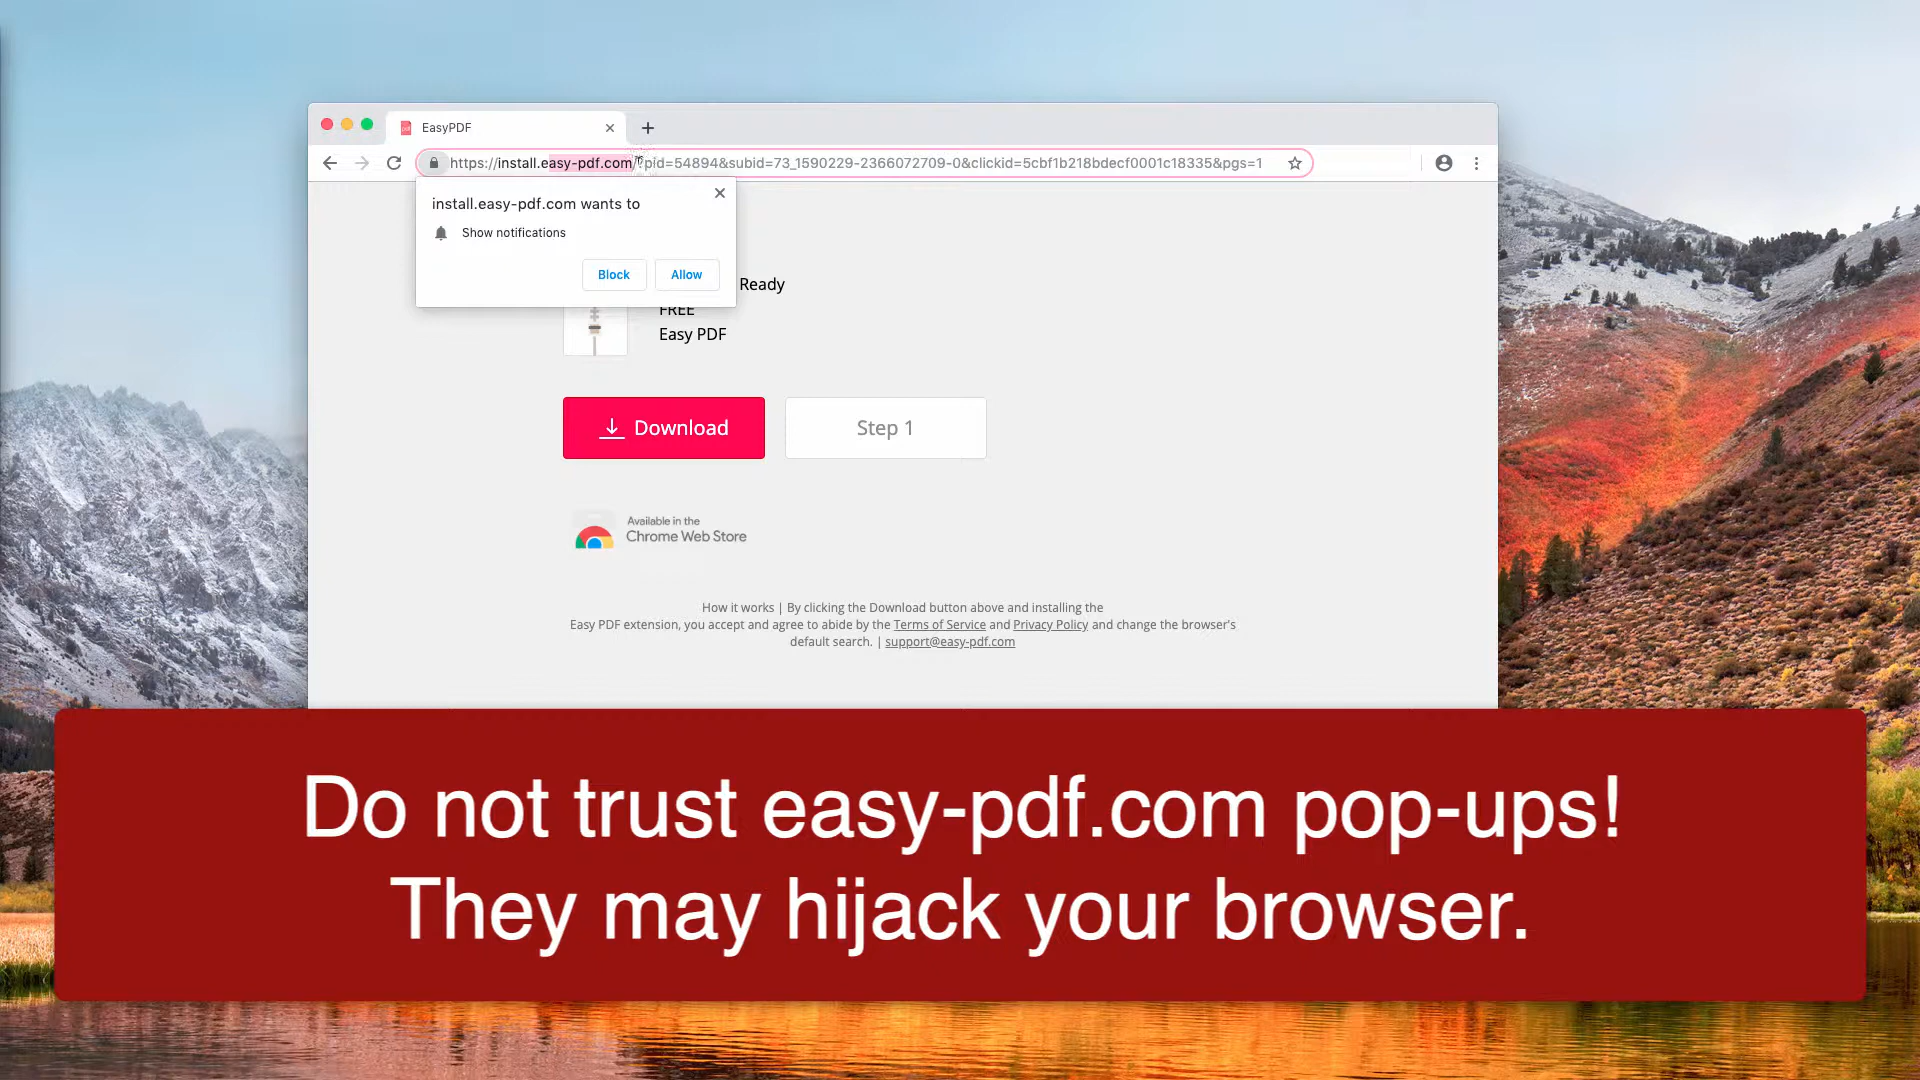 EasyPDF
https://install.easy-pdf.com/?pid=54894&subid=73_1590229-2366072709-0&clickid=5cbf1b218bdecf0001c18335&pgs=1
install.easy-pdf.com wants to
Show notifications
Block Allow
Ready
FREE
Easy PDF
Download Step 1
Available in the
Chrome Web Store
How it works | By clicking the Download button above and installing the
Easy PDF extension, you accept and agree to abide by the Terms of Service and Privacy Policy and change the browser's
default search. | support@easy-pdf.com
Do not trust easy-pdf.com pop-ups!
They may hijack your browser.